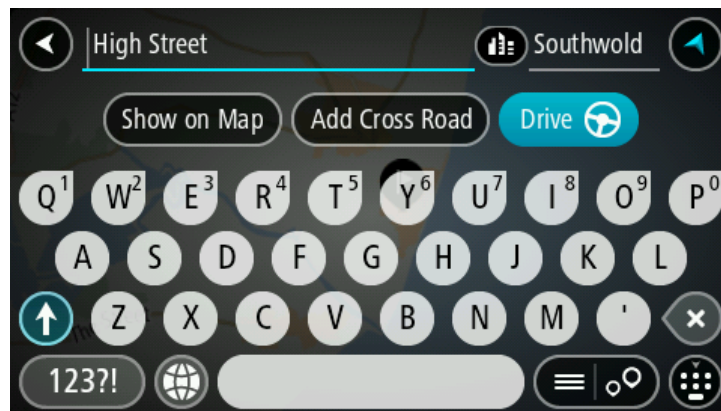 High Street Southwold
Show on Map Add Cross Road Drive
Q1 W2 E3 R4 T5 Y6 U7 I8 O9 P0
A S D F G H J K L
Z X C V B N M '
123?!